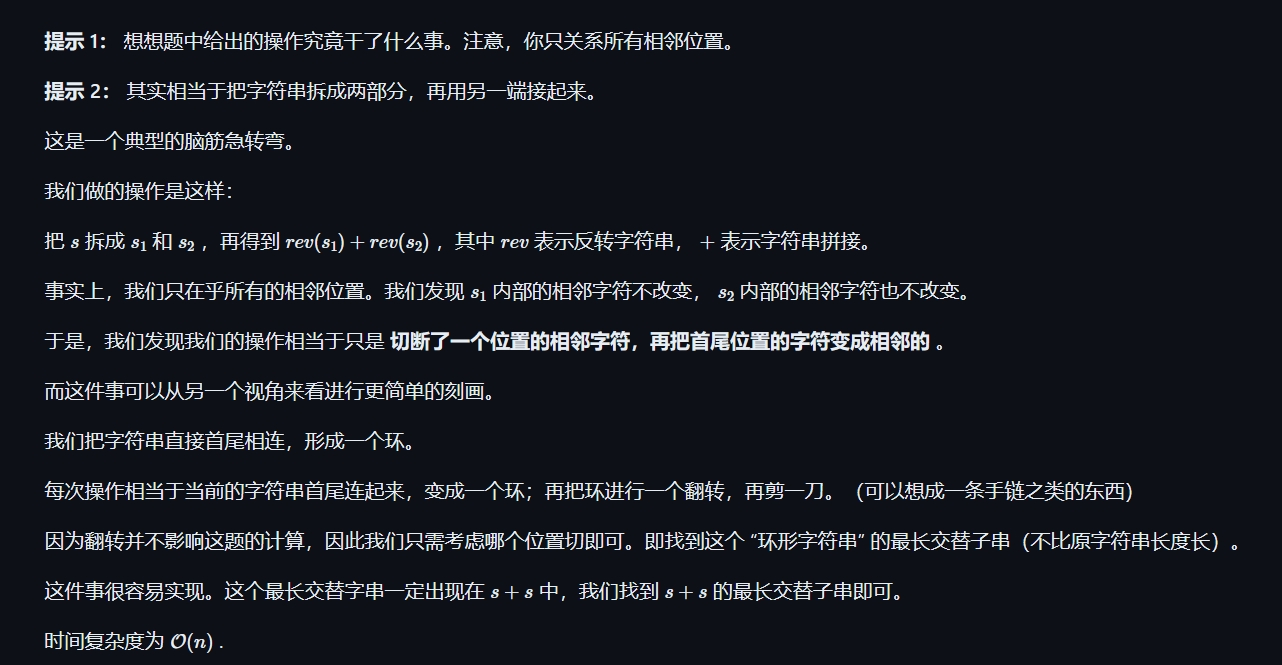 提示 1： 想想题中给出的操作究竟干了什么事。注意，你只关系所有相邻位置。
提示 2： 其实相当于把字符串拆成两部分，再用另一端接起来。
这是一个典型的脑筋急转弯。
我们做的操作是这样：
把 s 拆成 s₁ 和 s₂ ，再得到 rev(s₁) + rev(s₂) ，其中 rev 表示反转字符串， + 表示字符串拼接。
事实上，我们只在乎所有的相邻位置。我们发现 s₁ 内部的相邻字符不改变， s₂ 内部的相邻字符也不改变。
于是，我们发现我们的操作相当于只是 切断了一个位置的相邻字符，再把首尾位置的字符变成相邻的 。
而这件事可以从另一个视角来看进行更简单的刻画。
我们把字符串直接首尾相连，形成一个环。
每次操作相当于当前的字符串首尾连起来，变成一个环；再把环进行一个翻转，再剪一刀。（可以想成一条手链之类的东西）
因为翻转并不影响这题的计算，因此我们只需考虑哪个位置切即可。即找到这个 “环形字符串” 的最长交替子串（不比原字符串长度长）。
这件事很容易实现。这个最长交替字串一定出现在 s + s 中，我们找到 s + s 的最长交替子串即可。
时间复杂度为 𝒪(n) .